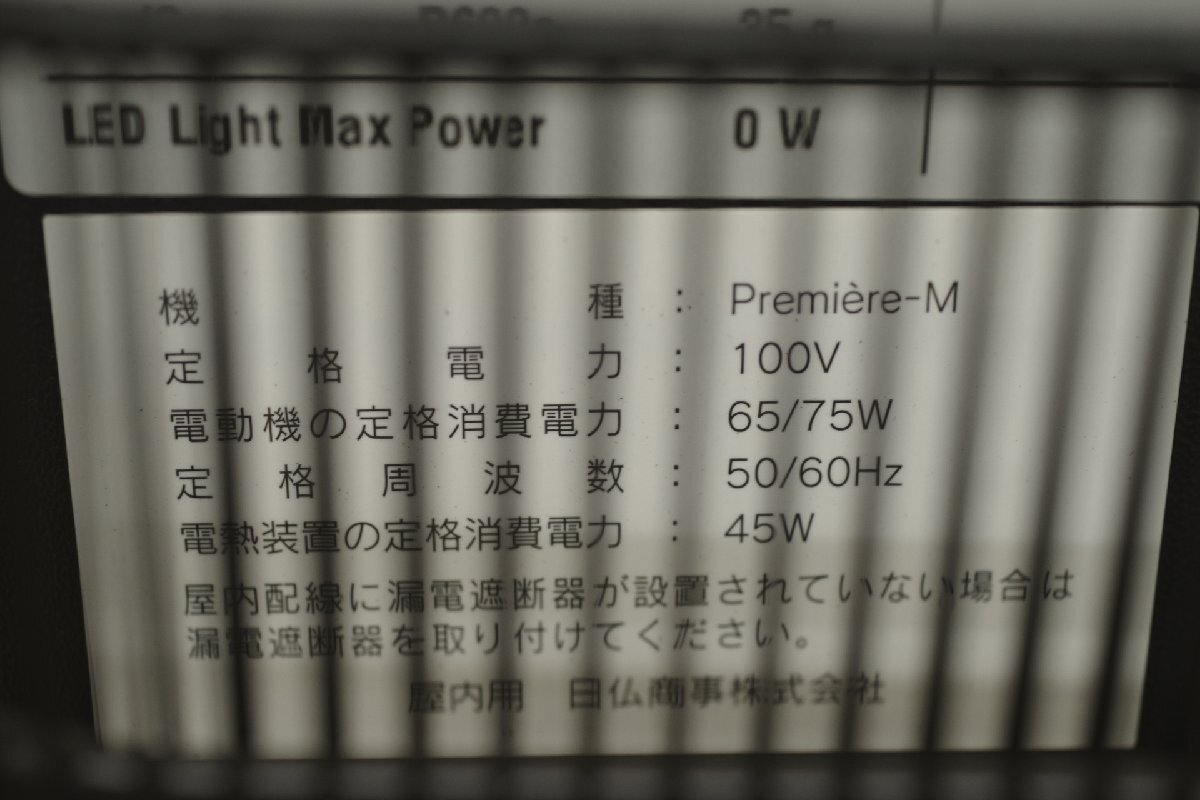 LED Light Max Power 0 W
機種 : Première-M
定格電力 : 100V
電動機の定格消費電力 : 65/75W
定格周波数 : 50/60Hz
電熱装置の定格消費電力 : 45W
屋内配線に漏電遮断器が設置されていない場合は
漏電遮断器を取り付けてください。
屋内用 日仏商事株式会社